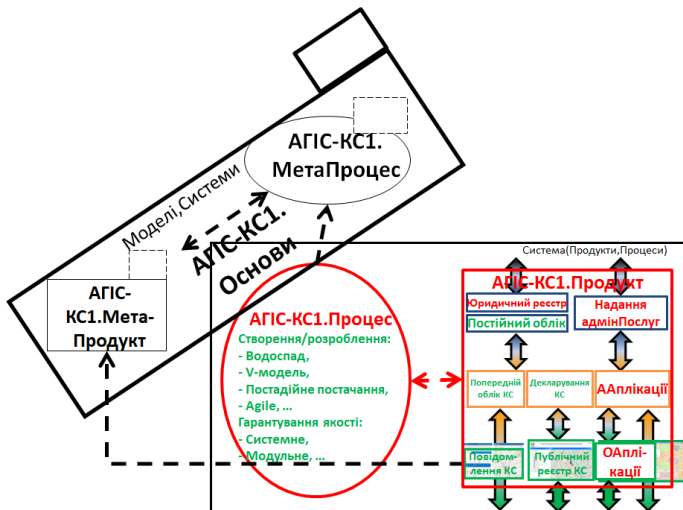 АГІС-КС1.
МетаПроцес
Моделі,Системи
АГІС-КС1.
Основи
АГІС-
КС1.Мета-
Продукт
Система(Продукти,Процеси)
АГІС-КС1.Процес
Створення/розроблення:
- Водоспад,
- V-модель,
- Постадійне постачання,
- Agile, ...
Гарантування якості:
- Системне,
- Модульне, ...
АГІС-КС1.Продукт
Юридичний реєстр
Постійний облік
Надання
адмінПослуг
Попередній
облік КС
Декларування
КС
ААплікації
Повідом-
лення КС
Публічний
реєстр КС
ОАплі-
кації